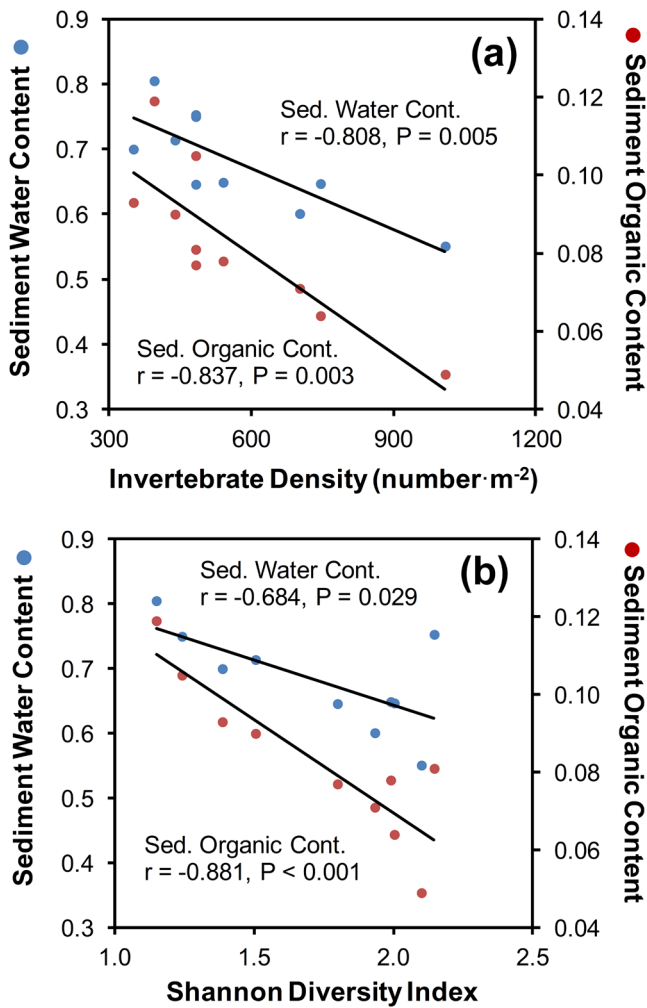 (a)
Sediment Water Content
Sediment Organic Content
0.9
0.8
0.7
0.6
0.5
0.4
0.3
0.14
0.12
0.10
0.08
0.06
0.04
Sed. Water Cont.
r = -0.808, P = 0.005
Sed. Organic Cont.
r = -0.837, P = 0.003
300 600 900 1200
Invertebrate Density (number·m-2)
(b)
Sediment Water Content
Sediment Organic Content
0.9
0.8
0.7
0.6
0.5
0.4
0.3
0.14
0.12
0.10
0.08
0.06
0.04
Sed. Water Cont.
r = -0.684, P = 0.029
Sed. Organic Cont.
r = -0.881, P < 0.001
1.0 1.5 2.0 2.5
Shannon Diversity Index